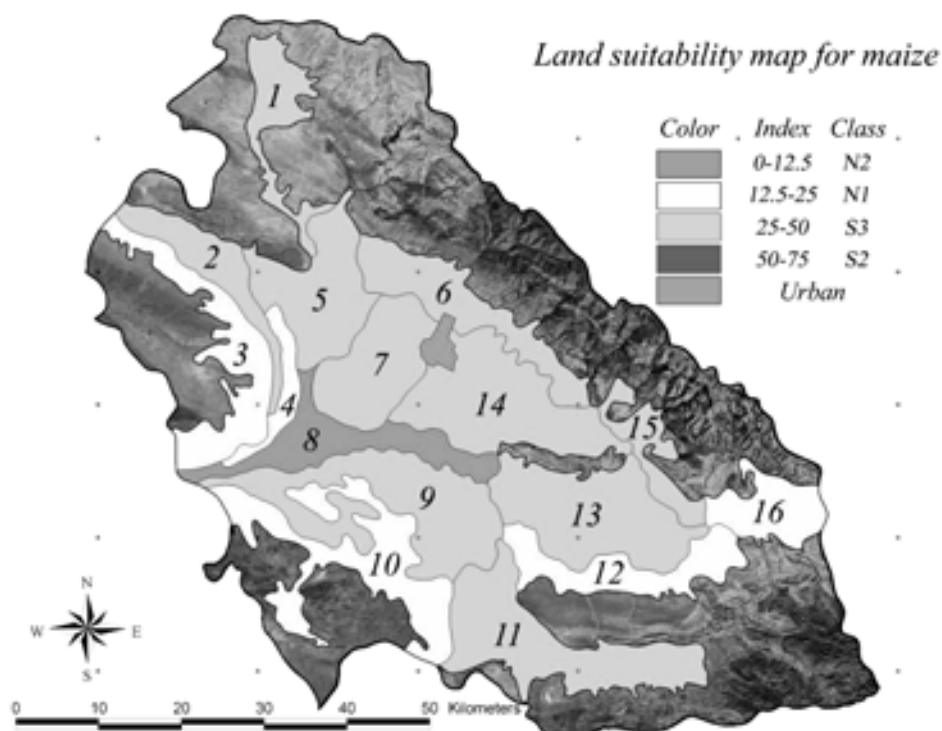 Land suitability map for maize
Color Index Class
0-12.5 N2
12.5-25 N1
25-50 S3
50-75 S2
Urban
1
2
5
6
3
7
4
14
15
8
9
13
16
10
12
11
N
W E
S
0 10 20 30 40 50 Kilometers